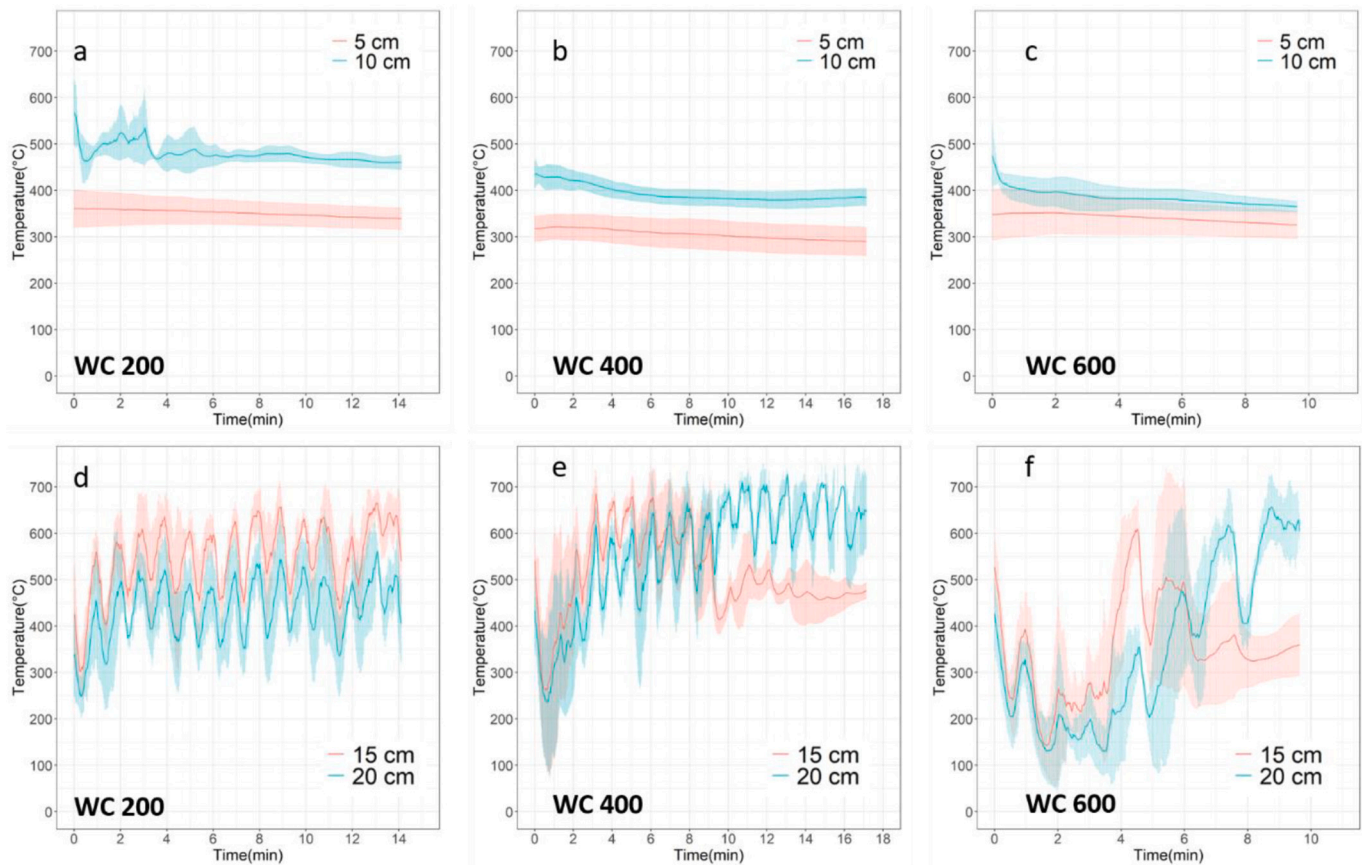 a
5 cm
10 cm
700
600
500
400
300
200
100
0
Temperature(°C)
WC 200
0 2 4 6 8 10 12 14
Time(min)
b
5 cm
10 cm
700
600
500
400
300
200
100
0
Temperature(°C)
WC 400
0 2 4 6 8 10 12 14 16 18
Time(min)
c
5 cm
10 cm
700
600
500
400
300
200
100
0
Temperature(°C)
WC 600
0 2 4 6 8 10
Time(min)
d
700
600
500
400
300
200
100
0
Temperature(°C)
15 cm
20 cm
WC 200
0 2 4 6 8 10 12 14
Time(min)
e
700
600
500
400
300
200
100
0
Temperature(°C)
15 cm
20 cm
WC 400
0 2 4 6 8 10 12 14 16 18
Time(min)
f
700
600
500
400
300
200
100
0
Temperature(°C)
15 cm
20 cm
WC 600
0 2 4 6 8 10
Time(min)